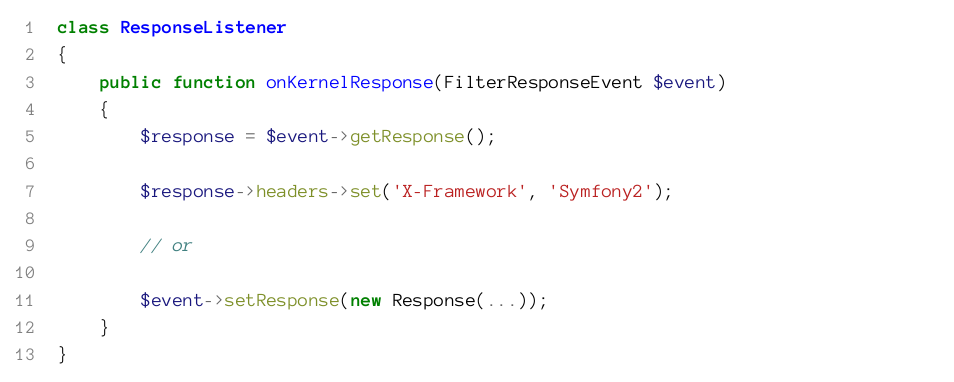 1 class ResponseListener
2 {
3     public function onKernelResponse(FilterResponseEvent $event)
4     {
5         $response = $event->getResponse();
6
7         $response->headers->set('X-Framework', 'Symfony2');
8
9         // or
10
11         $event->setResponse(new Response(...));
12     }
13 }